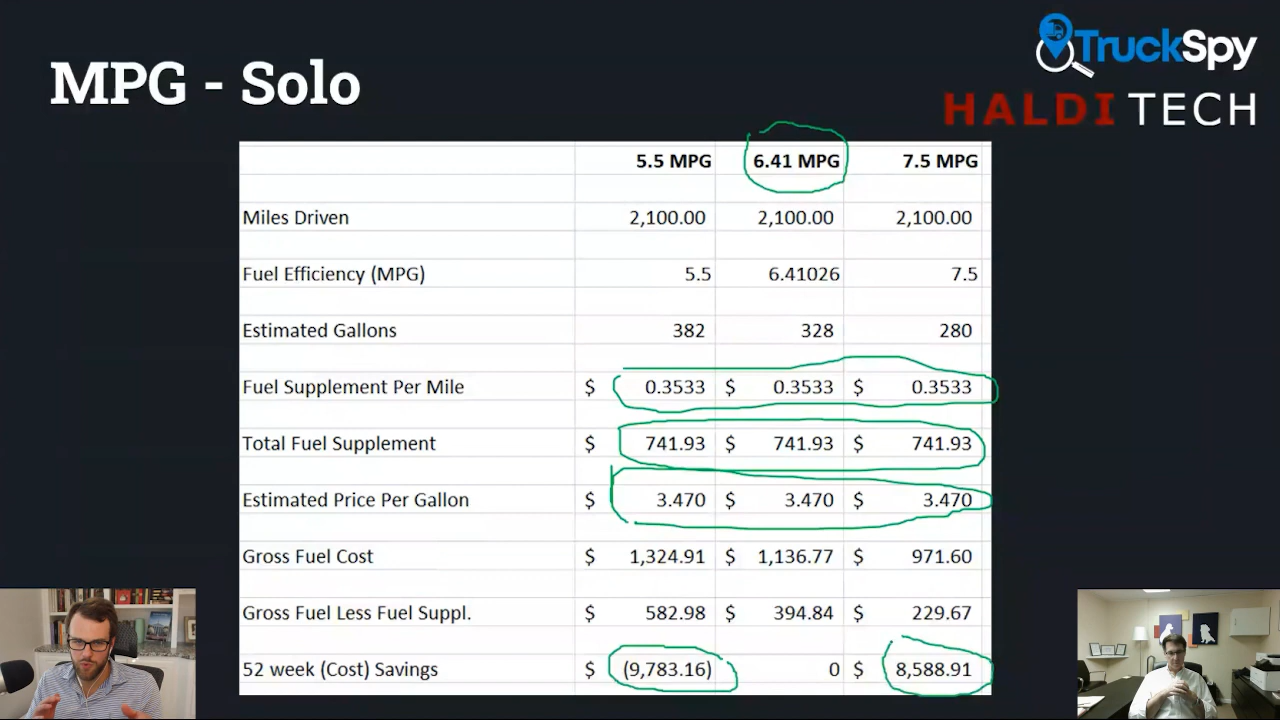 TruckSpy
MPG - Solo
HALDI TECH
5.5 MPG 6.41 MPG 7.5 MPG
Miles Driven 2,100.00 2,100.00 2,100.00
Fuel Efficiency (MPG) 5.5 6.41026 7.5
Estimated Gallons 382 328 280
Fuel Supplement Per Mile $ 0.3533 $ 0.3533 $ 0.3533
Total Fuel Supplement $ 741.93 $ 741.93 $ 741.93
Estimated Price Per Gallon $ 3.470 $ 3.470 $ 3.470
Gross Fuel Cost $ 1,324.91 $ 1,136.77 $ 971.60
Gross Fuel Less Fuel Suppl. $ 582.98 $ 394.84 $ 229.67
52 week (Cost) Savings $ (9,783.16) 0 $ 8,588.91